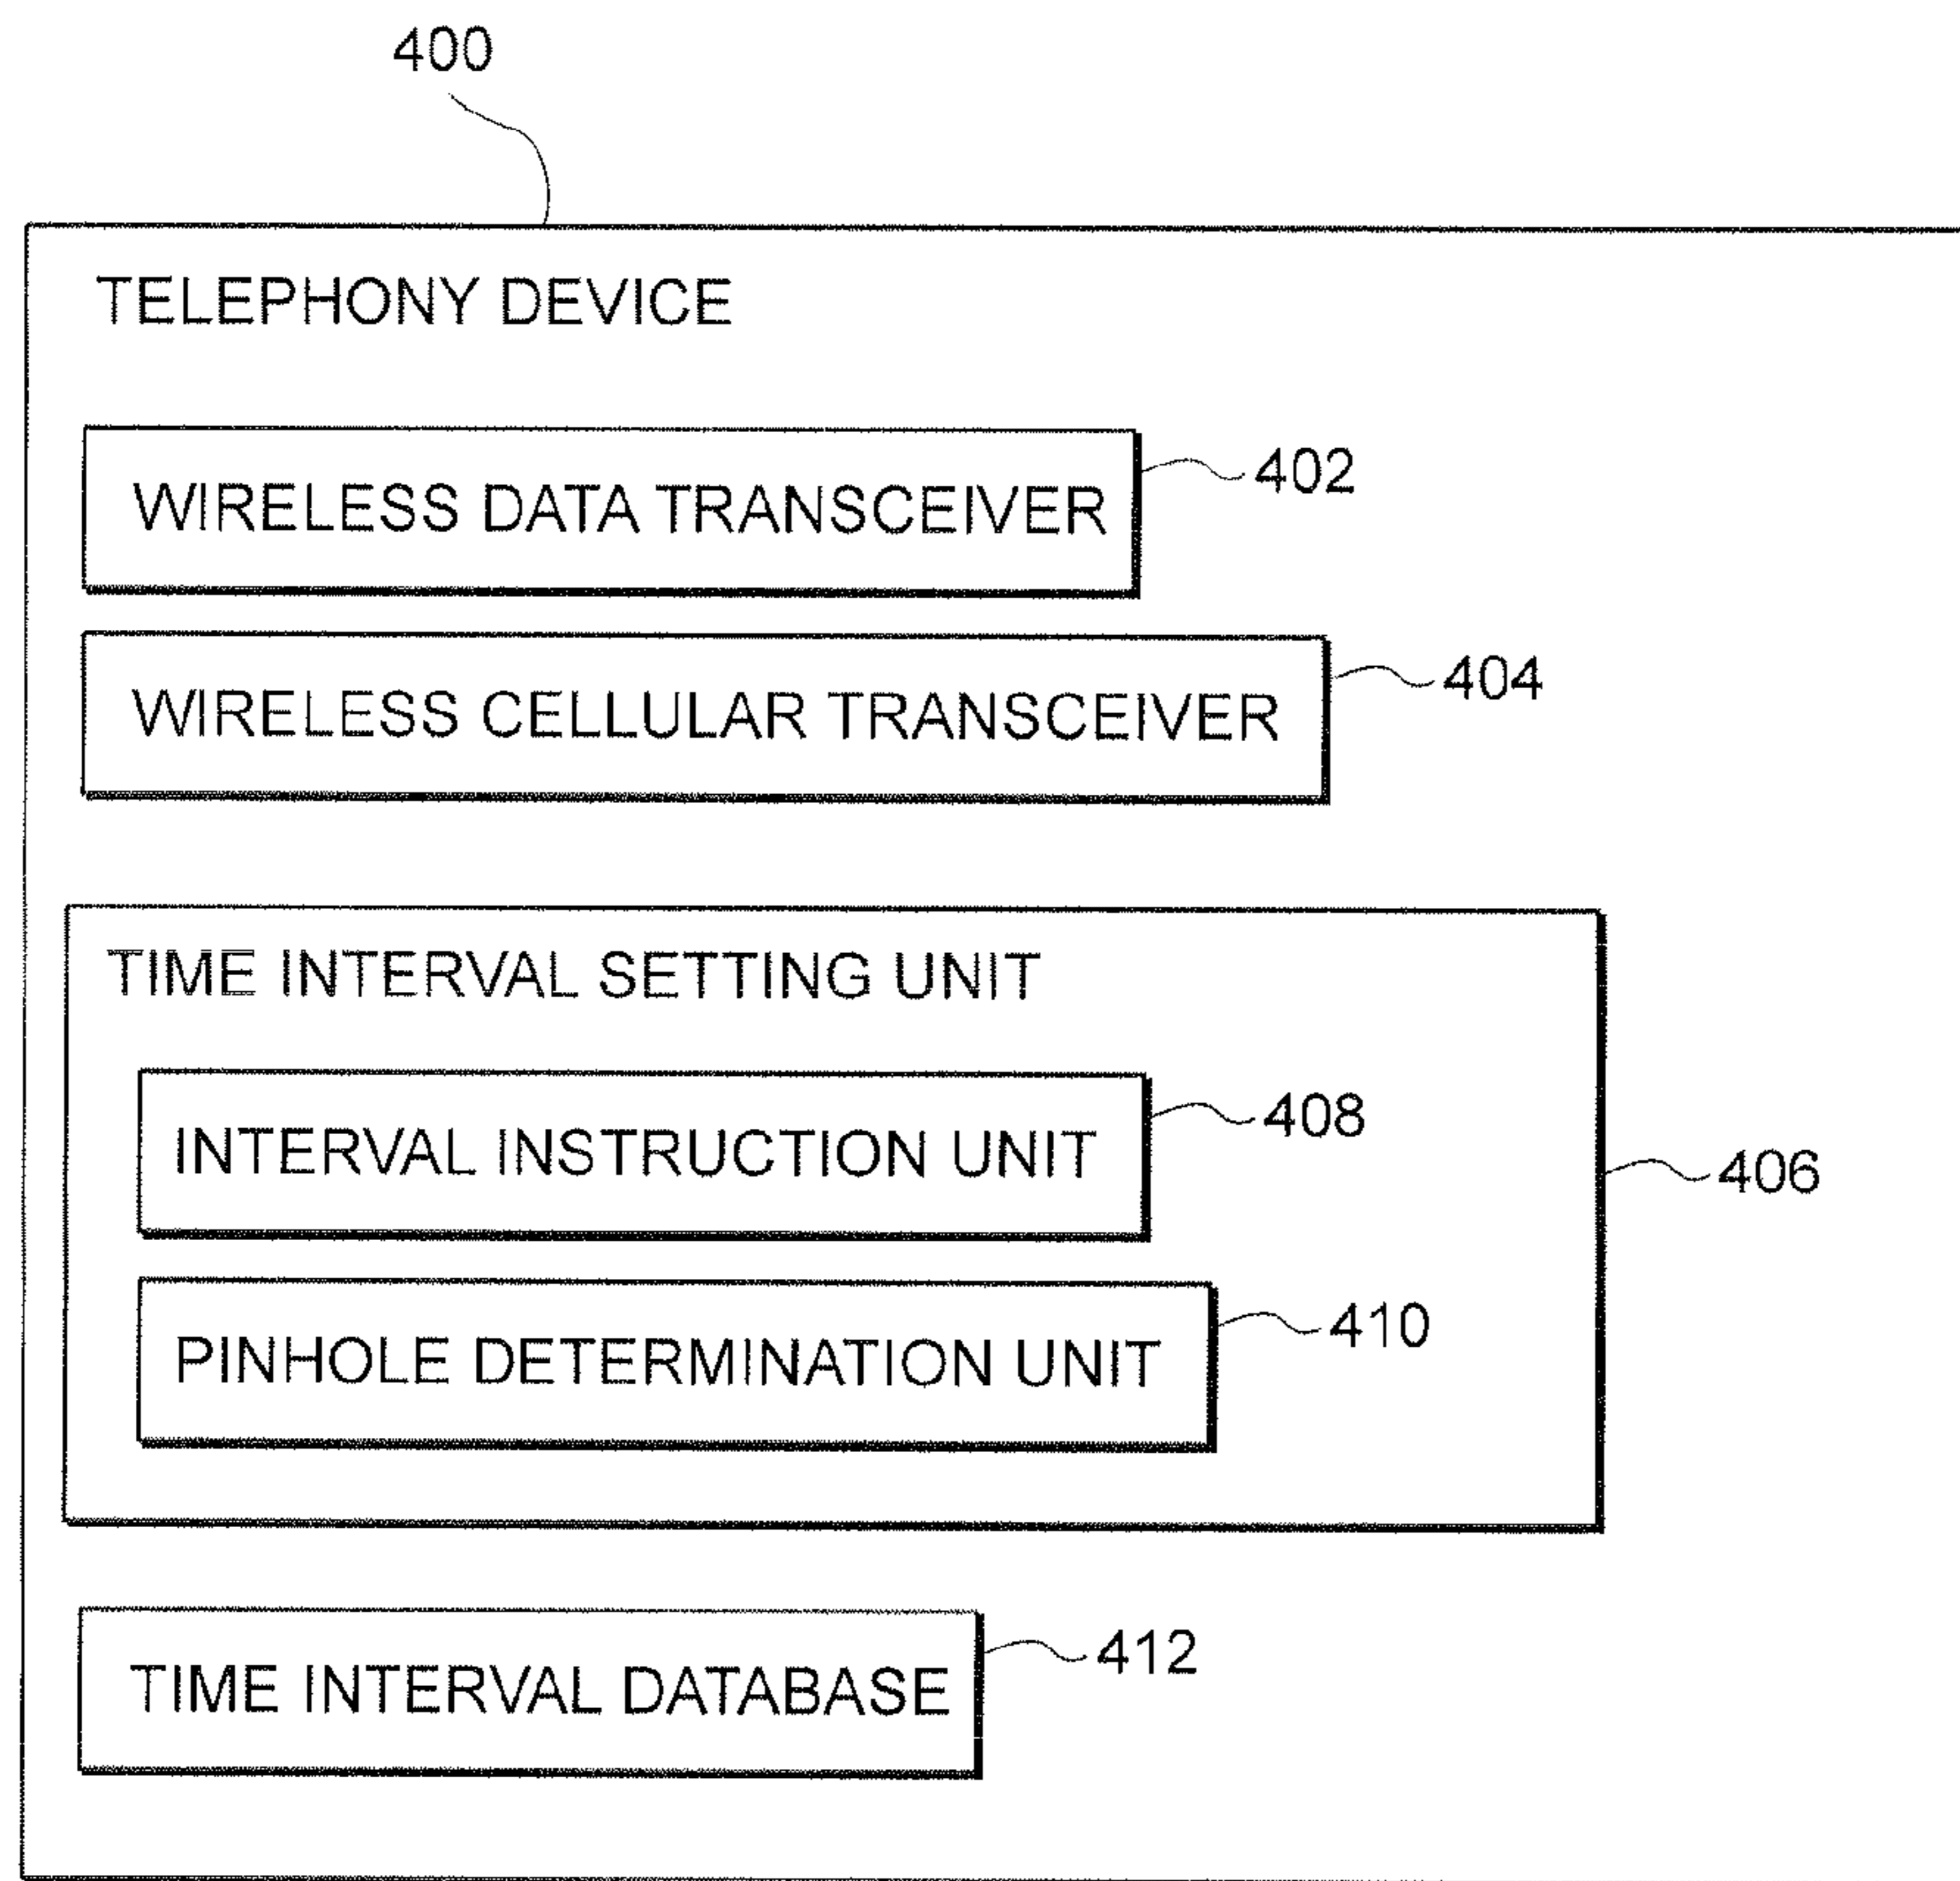 400
TELEPHONY DEVICE
WIRELESS DATA TRANSCEIVER
402
WIRELESS CELLULAR TRANSCEIVER
404
TIME INTERVAL SETTING UNIT
INTERVAL INSTRUCTION UNIT
408
406
PINHOLE DETERMINATION UNIT
410
TIME INTERVAL DATABASE
412